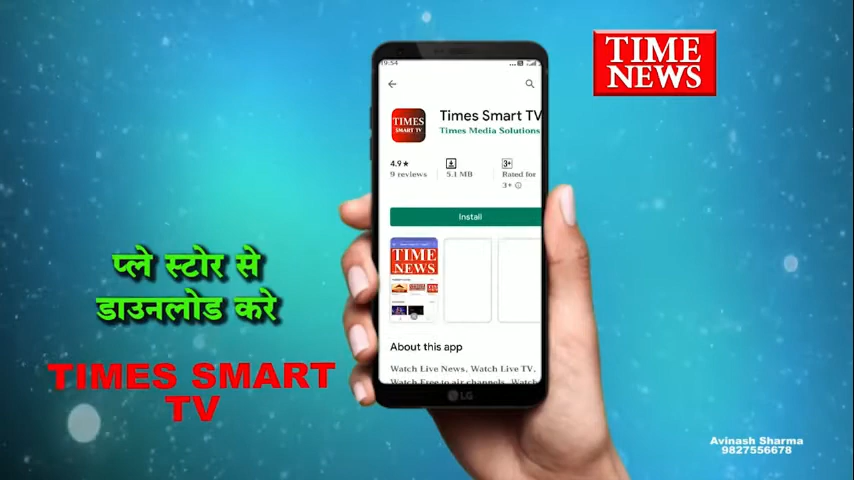 TIME
NEWS
19:54
Times Smart TV
Times Media Solutions
TIMES
SMART TV
4.9★
9 reviews
5.1 MB
3+
Rated for
3+
Install
TIME
NEWS
About this app
Watch Live News, Watch Live TV,
Watch Free to air channels, Watch
LG
प्ले स्टोर से
डाउनलोड करे
TIMES SMART
TV
Avinash Sharma
9827556678